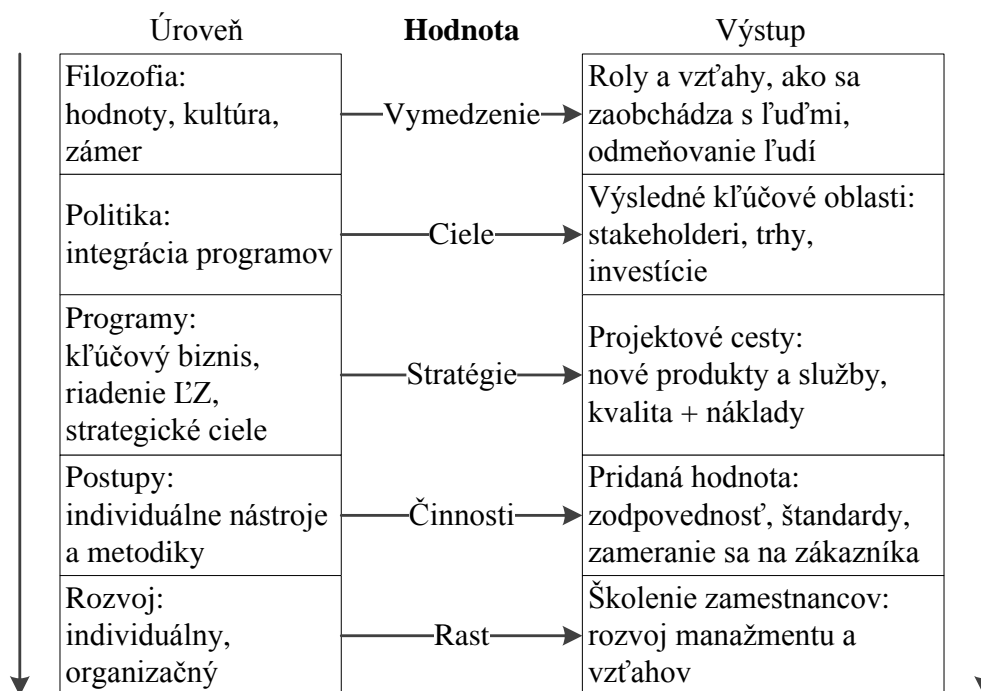 Úroveň Hodnota Výstup
Filozofia:
hodnoty, kultúra,
zámer
Vymedzenie
Roly a vzťahy, ako sa
zaobchádza s ľuďmi,
odmeňovanie ľudí
Politika:
integrácia programov
Ciele
Výsledné kľúčové oblasti:
stakeholderi, trhy,
investície
Programy:
kľúčový biznis,
riadenie ĽZ,
strategické ciele
Stratégie
Projektové cesty:
nové produkty a služby,
kvalita + náklady
Postupy:
individuálne nástroje
a metodiky
Činnosti
Pridaná hodnota:
zodpovednosť, štandardy,
zameranie sa na zákazníka
Rozvoj:
individuálny,
organizačný
Rast
Školenie zamestnancov:
rozvoj manažmentu a
vzťahov